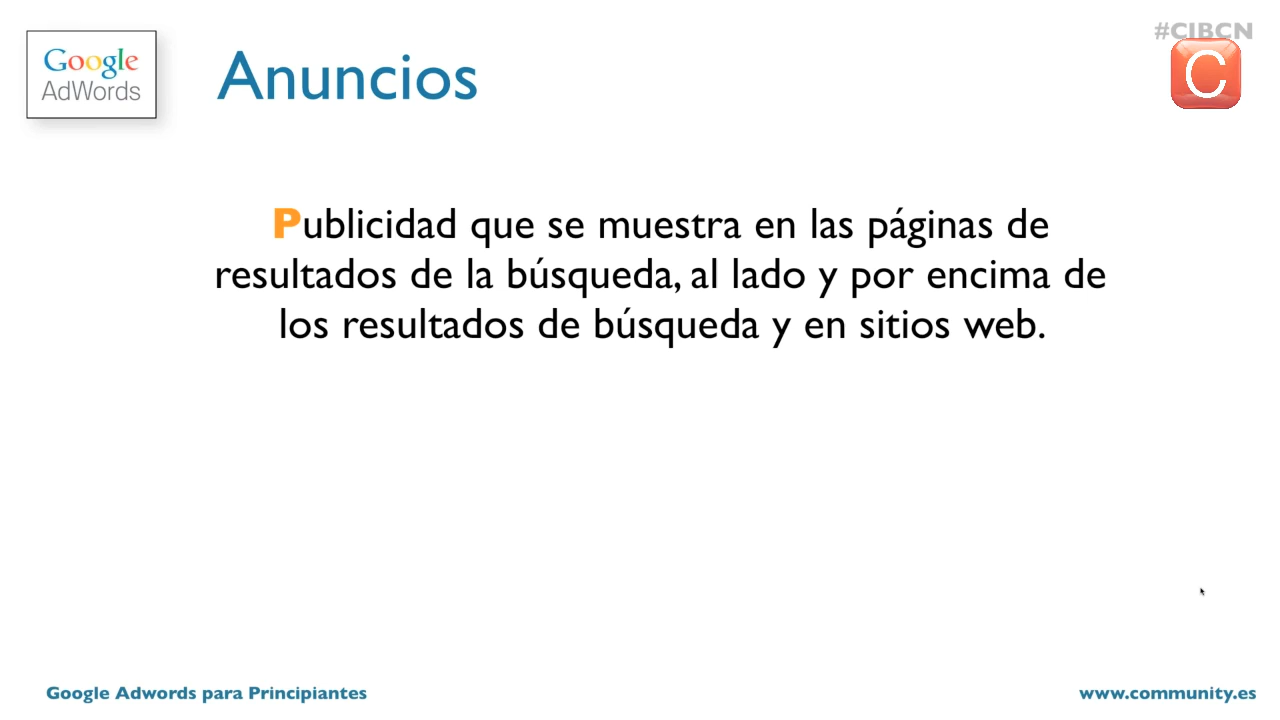 #CIBCN
Google
AdWords
Anuncios
C
Publicidad que se muestra en las páginas de
resultados de la búsqueda, al lado y por encima de
los resultados de búsqueda y en sitios web.
Google Adwords para Principiantes
www.community.es